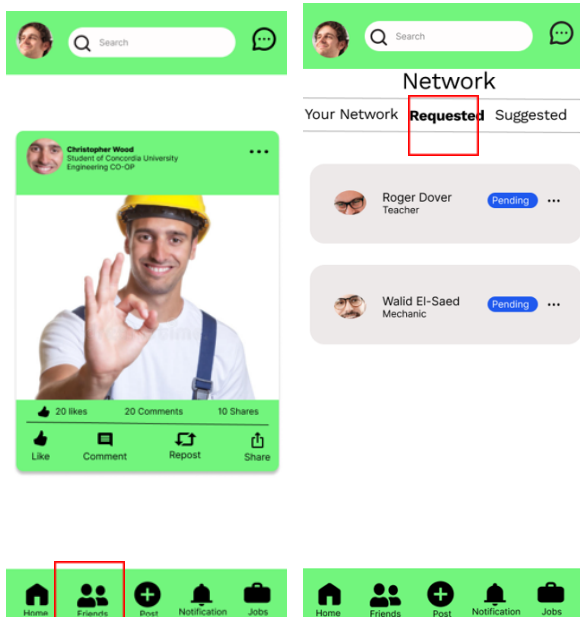 Search
Christopher Wood
Student of Concordia University
Engineering CO-OP
20 likes
20 Comments
10 Shares
Like
Comment
Repost
Share
Home
Friends
Post
Notification
Jobs
Search
Network
Your Network
Requested
Suggested
Roger Dover
Teacher
Pending
Walid El-Saed
Mechanic
Pending
Home
Friends
Post
Notification
Jobs